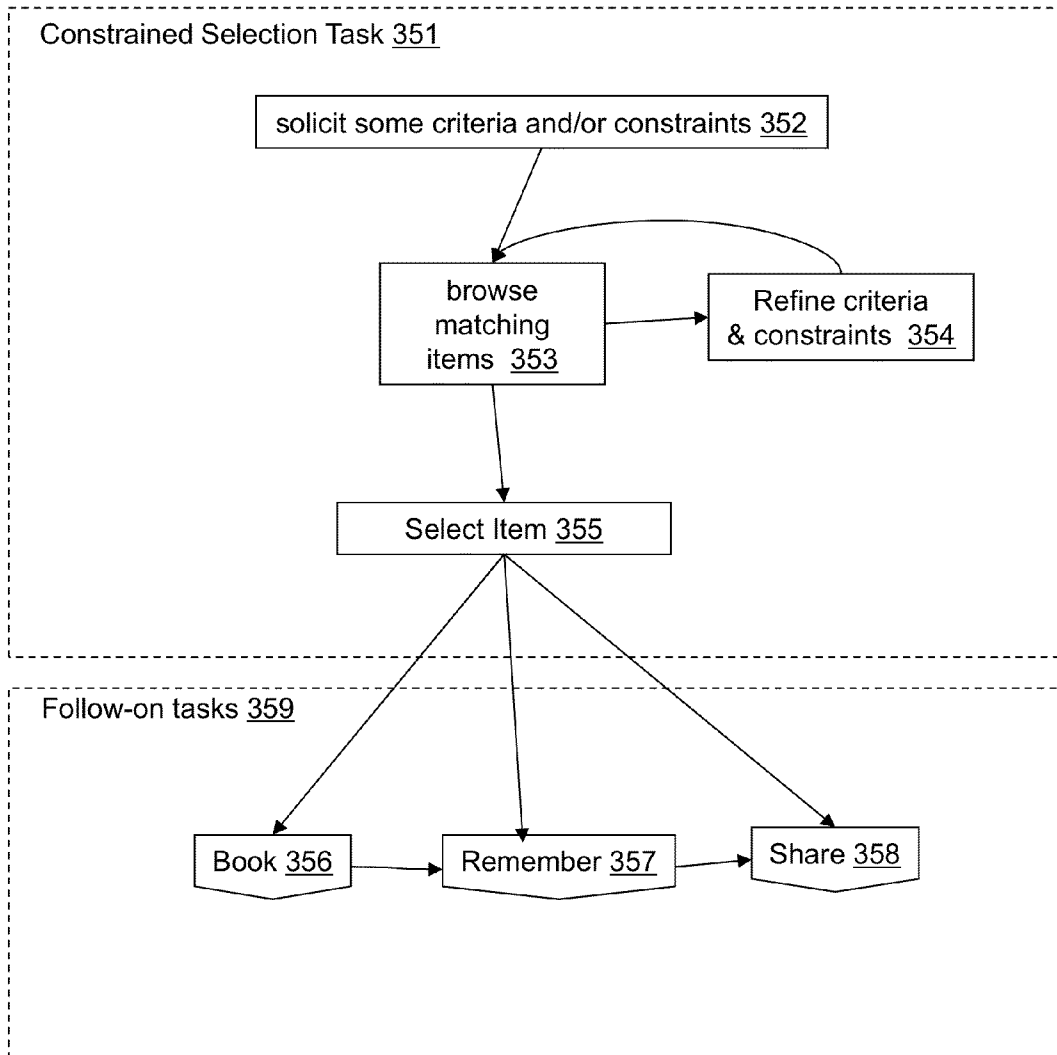 Constrained Selection Task 351
solicit some criteria and/or constraints 352
browse
matching
items 353
Refine criteria
& constraints 354
Select Item 355
Follow-on tasks 359
Book 356
Remember 357
Share 358